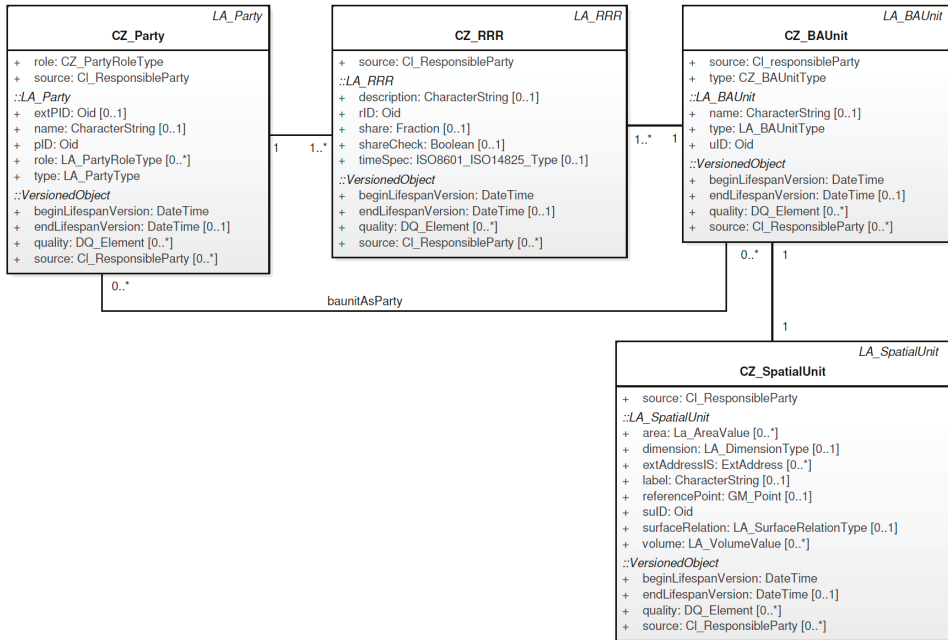 LA_Party
CZ_Party
+ role: CZ_PartyRoleType
+ source: CI_ResponsibleParty
::LA_Party
+ extPID: Oid [0..1]
+ name: CharacterString [0..1]
+ pID: Oid
+ role: LA_PartyRoleType [0..*]
+ type: LA_PartyType
::VersionedObject
+ beginLifespanVersion: DateTime
+ endLifespanVersion: DateTime [0..1]
+ quality: DQ_Element [0..*]
+ source: CI_ResponsibleParty [0..*]
1
1..*
LA_RRR
CZ_RRR
+ source: CI_ResponsibleParty
::LA_RRR
+ description: CharacterString [0..1]
+ rID: Oid
+ share: Fraction [0..1]
+ shareCheck: Boolean [0..1]
+ timeSpec: ISO8601_ISO14825_Type [0..1]
::VersionedObject
+ beginLifespanVersion: DateTime
+ endLifespanVersion: DateTime [0..1]
+ quality: DQ_Element [0..*]
+ source: CI_ResponsibleParty [0..*]
1..*
1
LA_BAUnit
CZ_BAUnit
+ source: CI_responsibleParty
+ type: CZ_BAUnitType
::LA_BAUnit
+ name: CharacterString [0..1]
+ type: LA_BAUnitType
+ uID: Oid
::VersionedObject
+ beginLifespanVersion: DateTime
+ endLifespanVersion: DateTime [0..1]
+ quality: DQ_Element [0..*]
+ source: CI_ResponsibleParty [0..*]
0..*
baunitAsParty
0..*
1
1
LA_SpatialUnit
CZ_SpatialUnit
+ source: CI_ResponsibleParty
::LA_SpatialUnit
+ area: La_AreaValue [0..*]
+ dimension: LA_DimensionType [0..1]
+ extAddressIS: ExtAddress [0..*]
+ label: CharacterString [0..1]
+ referencePoint: GM_Point [0..1]
+ suID: Oid
+ surfaceRelation: LA_SurfaceRelationType [0..1]
+ volume: LA_VolumeValue [0..*]
::VersionedObject
+ beginLifespanVersion: DateTime
+ endLifespanVersion: DateTime [0..1]
+ quality: DQ_Element [0..*]
+ source: CI_ResponsibleParty [0..*]